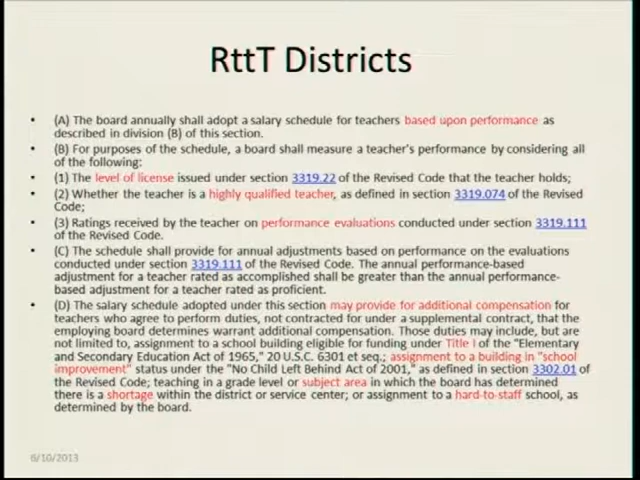 RttT Districts
• (A) The board annually shall adopt a salary schedule for teachers based upon performance as
described in division (B) of this section.
• (B) For purposes of the schedule, a board shall measure a teacher's performance by considering all
of the following:
• (1) The level of license issued under section 3319.22 of the Revised Code that the teacher holds;
• (2) Whether the teacher is a highly qualified teacher, as defined in section 3319.074 of the Revised
Code;
• (3) Ratings received by the teacher on performance evaluations conducted under section 3319.111
of the Revised Code.
• (C) The schedule shall provide for annual adjustments based on performance on the evaluations
conducted under section 3319.111 of the Revised Code. The annual performance-based
adjustment for a teacher rated as accomplished shall be greater than the annual performance-
based adjustment for a teacher rated as proficient.
• (D) The salary schedule adopted under this section may provide for additional compensation for
teachers who agree to perform duties, not contracted for under a supplemental contract, that the
employing board determines warrant additional compensation. Those duties may include, but are
not limited to, assignment to a school building eligible for funding under Title I of the "Elementary
and Secondary Education Act of 1965," 20 U.S.C. 6301 et seq.; assignment to a building in "school
improvement" status under the "No Child Left Behind Act of 2001," as defined in section 3302.01 of
the Revised Code; teaching in a grade level or subject area in which the board has determined
there is a shortage within the district or service center; or assignment to a hard-to-staff school, as
determined by the board.
6/10/2013